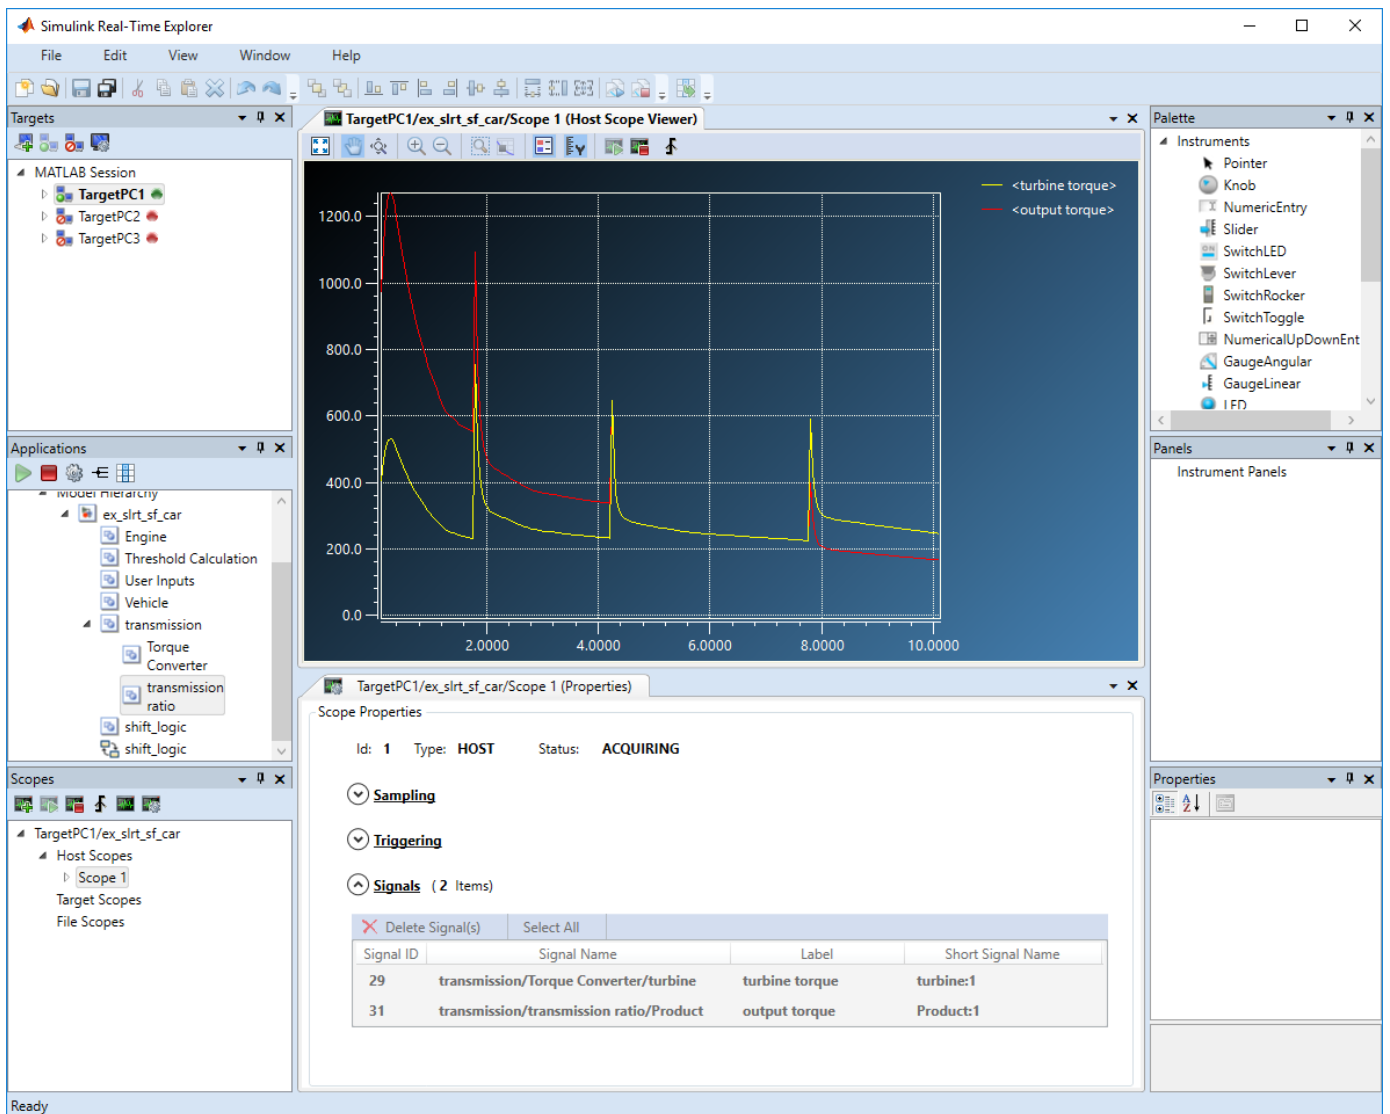 Simulink Real-Time Explorer
File Edit View Window Help
Targets
MATLAB Session
TargetPC1
TargetPC2
TargetPC3
Applications
Model Hierarchy
ex_slrt_sf_car
Engine
Threshold Calculation
User Inputs
Vehicle
transmission
Torque
Converter
transmission
ratio
shift_logic
shift_logic
Scopes
TargetPC1/ex_slrt_sf_car
Host Scopes
Scope 1
Target Scopes
File Scopes
TargetPC1/ex_slrt_sf_car/Scope 1 (Host Scope Viewer)
<turbine torque>
<output torque>
1200.0
1000.0
800.0
600.0
400.0
200.0
0.0
2.0000 4.0000 6.0000 8.0000 10.0000
TargetPC1/ex_slrt_sf_car/Scope 1 (Properties)
Scope Properties
Id: 1 Type: HOST Status: ACQUIRING
Sampling
Triggering
Signals ( 2 Items)
Delete Signal(s) Select All
Signal ID Signal Name Label Short Signal Name
29 transmission/Torque Converter/turbine turbine torque turbine:1
31 transmission/transmission ratio/Product output torque Product:1
Palette
Instruments
Pointer
Knob
NumericEntry
Slider
SwitchLED
SwitchLever
SwitchRocker
SwitchToggle
NumericalUpDownEnt
GaugeAngular
GaugeLinear
LED
Panels
Instrument Panels
Properties
Ready